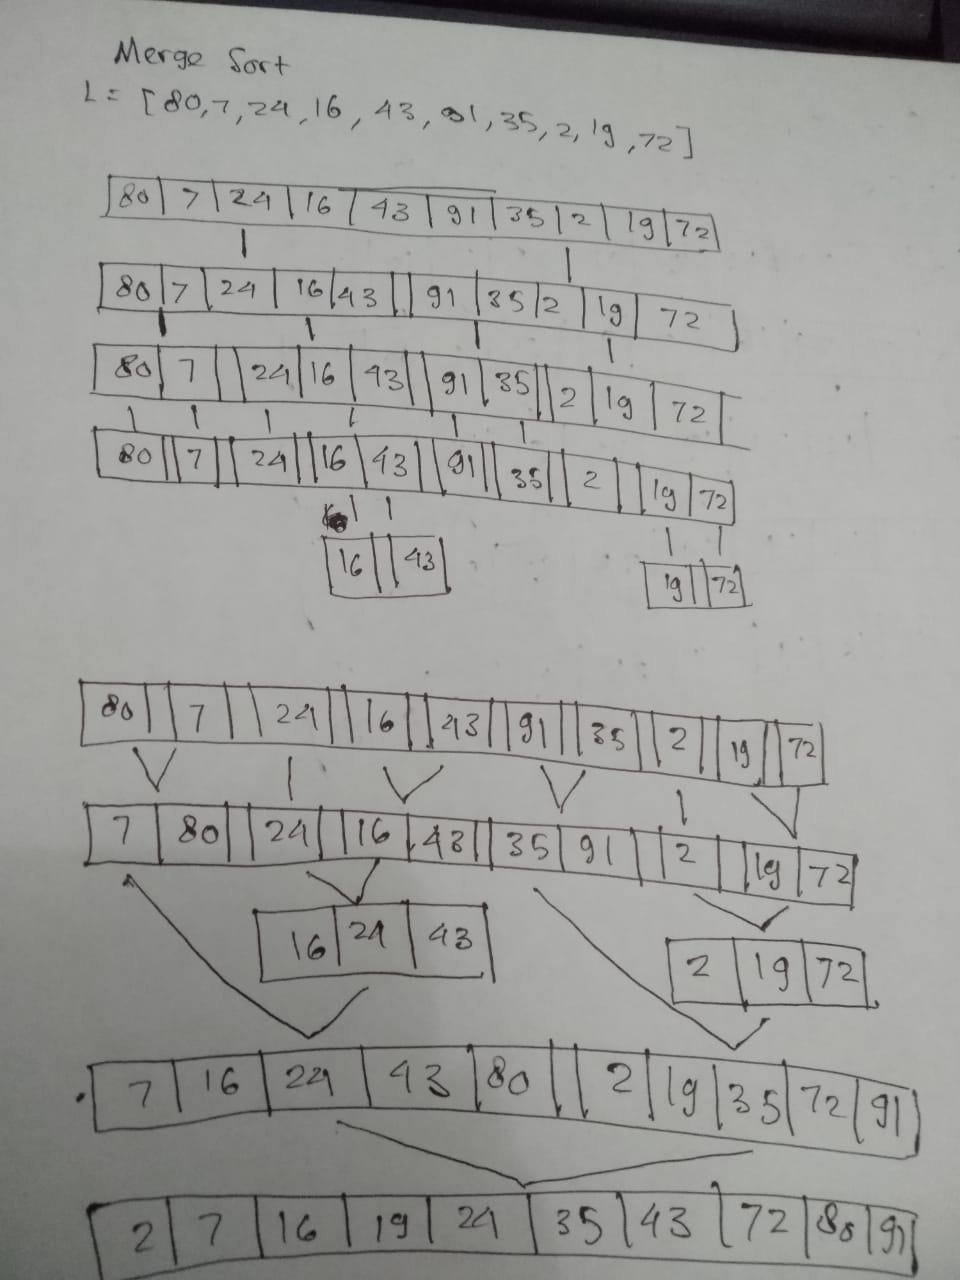 Merge Sort
L = [80, 7, 24, 16, 43, 91, 35, 2, 19, 72]
80 7 24 16 43 91 35 2 19 72
80 7 24 16 43 91 35 2 19 72
80 7 24 16 43 91 35 2 19 72
80 7 24 16 43 91 35 2 19 72
16 43 19 72
80 7 24 16 43 91 35 2 19 72
7 80 24 16 43 35 91 2 19 72
16 24 43 2 19 72
7 16 24 43 80 2 19 35 72 91
2 7 16 19 24 35 43 72 80 91